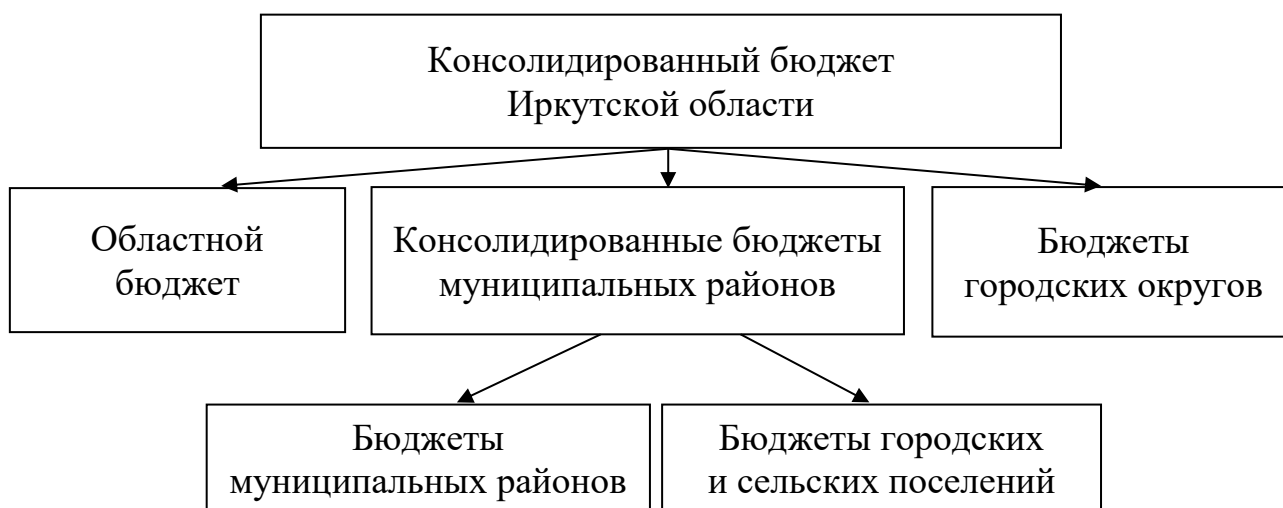 Консолидированный бюджет
Иркутской области
Областной
бюджет
Консолидированные бюджеты
муниципальных районов
Бюджеты
городских округов
Бюджеты
муниципальных районов
Бюджеты городских
и сельских поселений